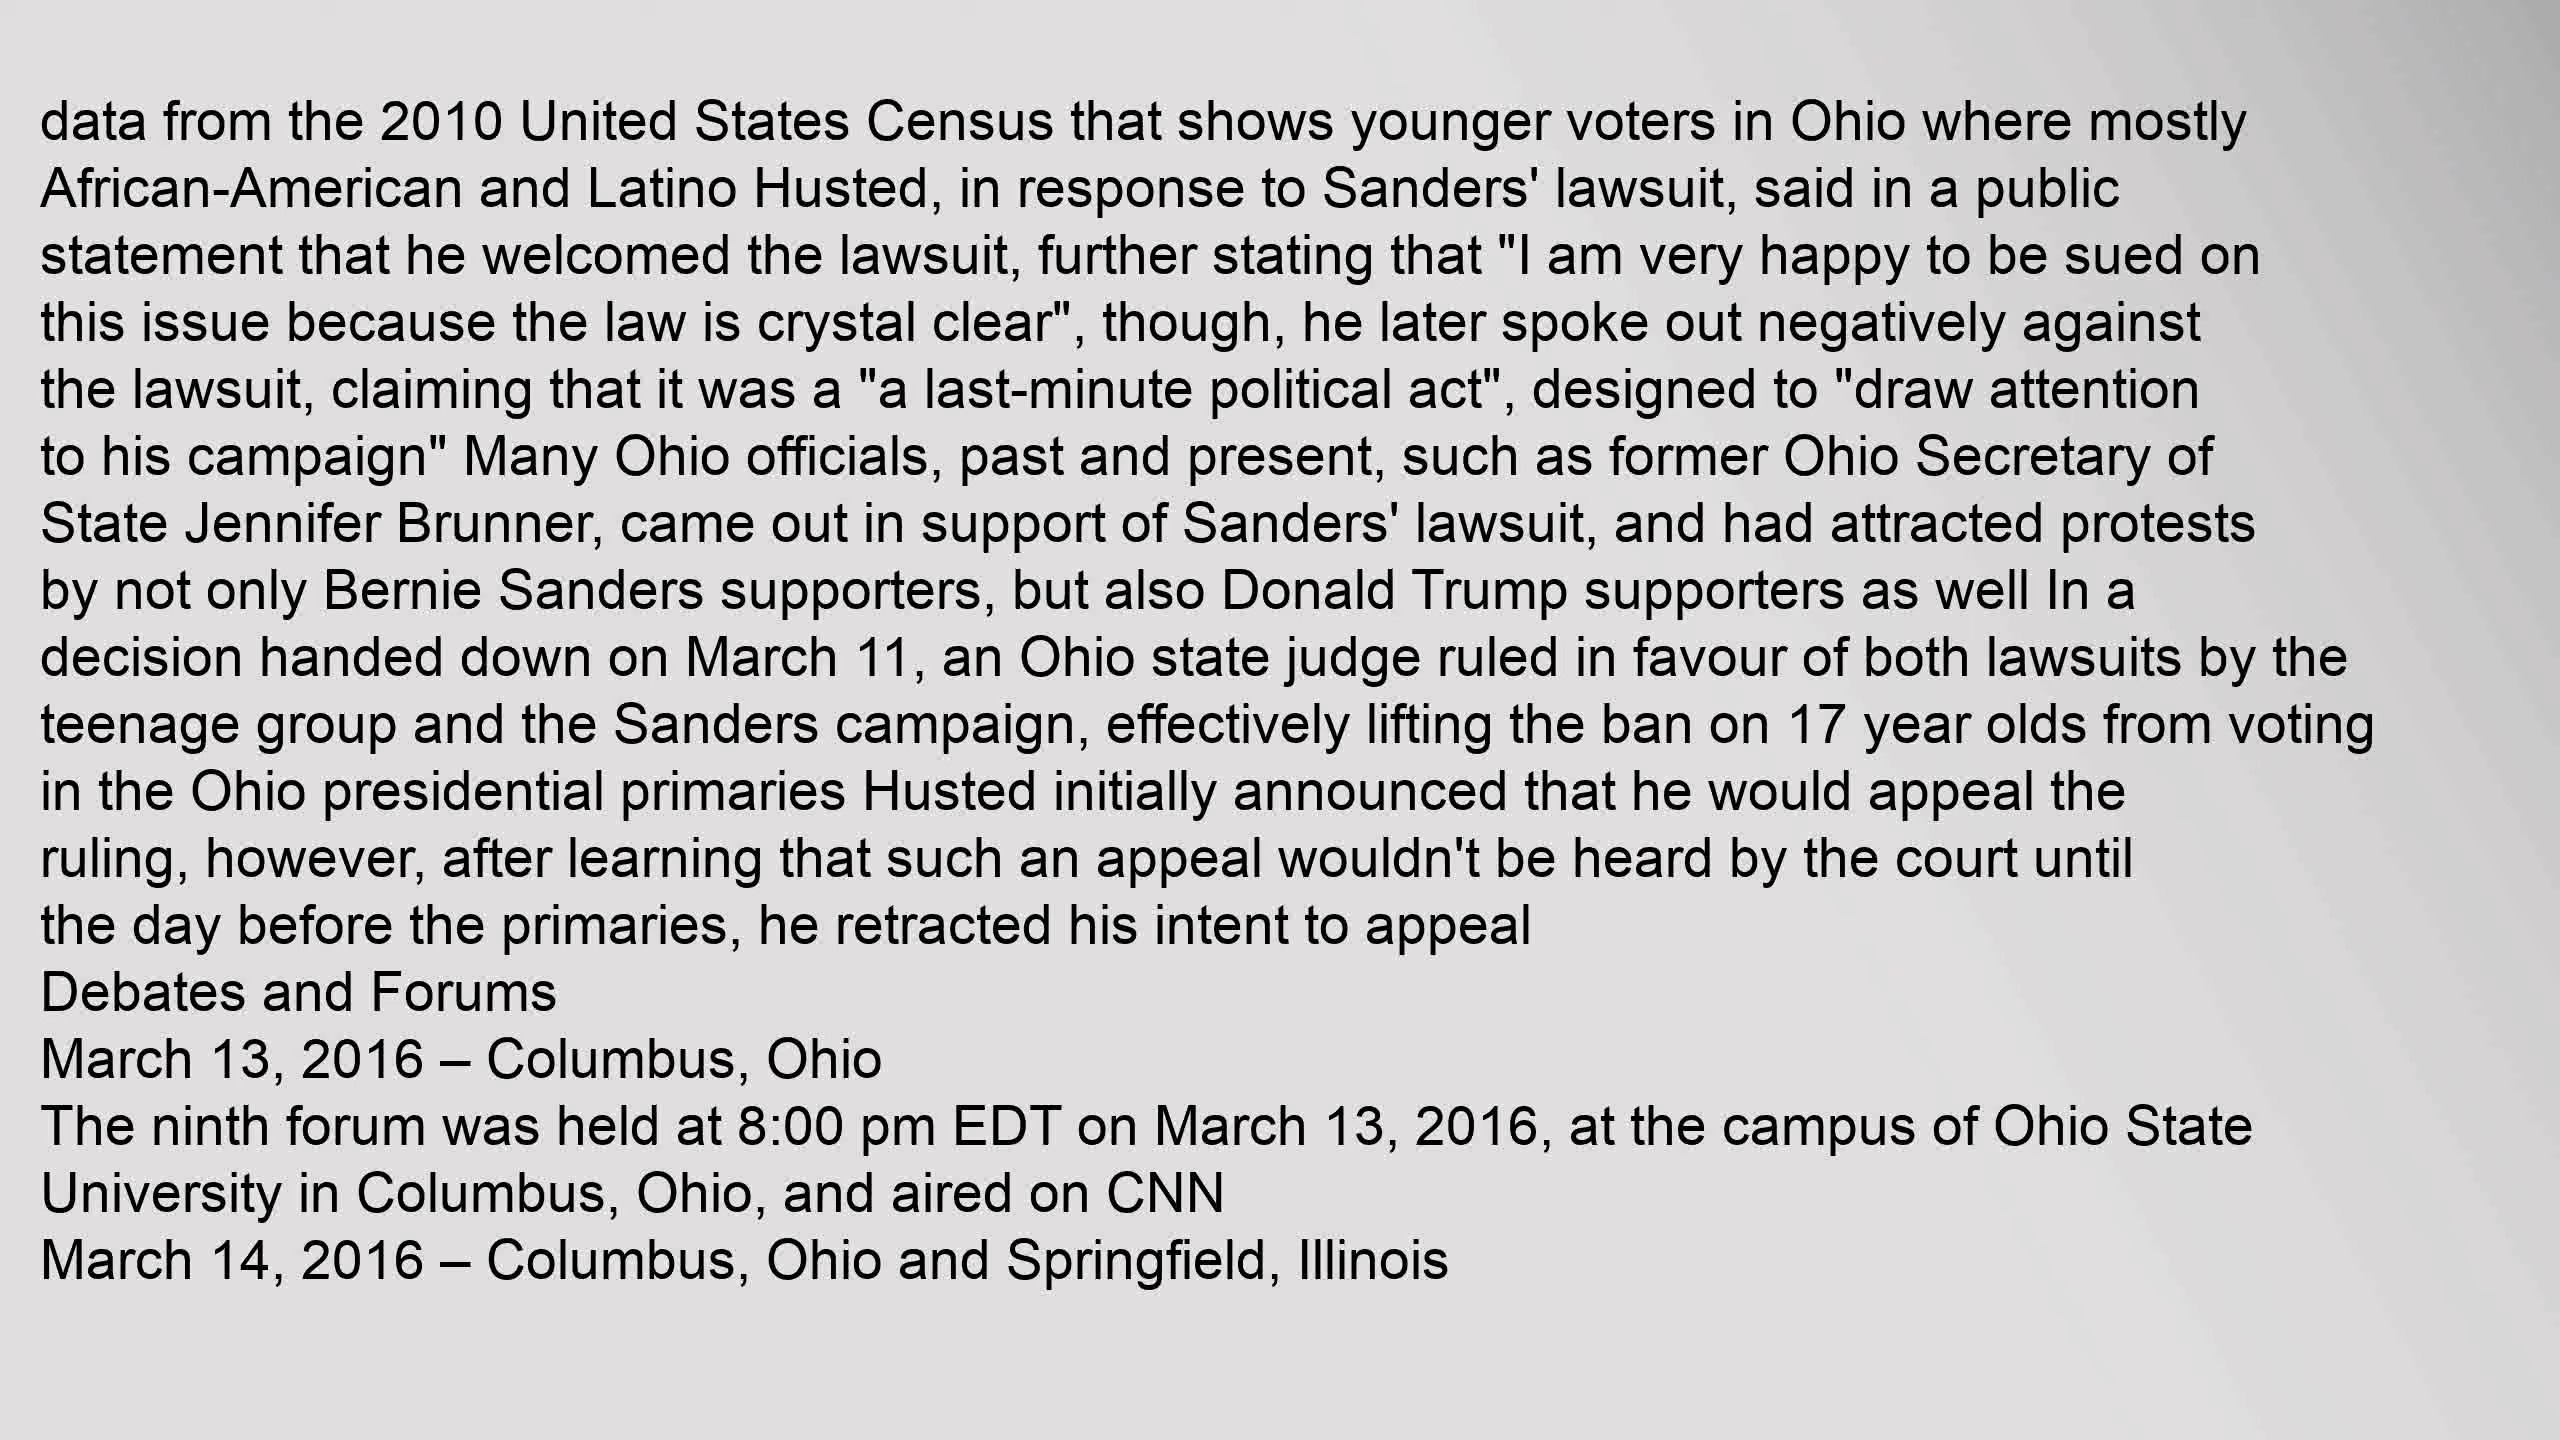 data from the 2010 United States Census that shows younger voters in Ohio where mostly
African-American and Latino Husted, in response to Sanders' lawsuit, said in a public
statement that he welcomed the lawsuit, further stating that "I am very happy to be sued on
this issue because the law is crystal clear", though, he later spoke out negatively against
the lawsuit, claiming that it was a "a last-minute political act", designed to "draw attention
to his campaign" Many Ohio officials, past and present, such as former Ohio Secretary of
State Jennifer Brunner, came out in support of Sanders' lawsuit, and had attracted protests
by not only Bernie Sanders supporters, but also Donald Trump supporters as well In a
decision handed down on March 11, an Ohio state judge ruled in favour of both lawsuits by the
teenage group and the Sanders campaign, effectively lifting the ban on 17 year olds from voting
in the Ohio presidential primaries Husted initially announced that he would appeal the
ruling, however, after learning that such an appeal wouldn't be heard by the court until
the day before the primaries, he retracted his intent to appeal
Debates and Forums
March 13, 2016 – Columbus, Ohio
The ninth forum was held at 8:00 pm EDT on March 13, 2016, at the campus of Ohio State
University in Columbus, Ohio, and aired on CNN
March 14, 2016 – Columbus, Ohio and Springfield, Illinois